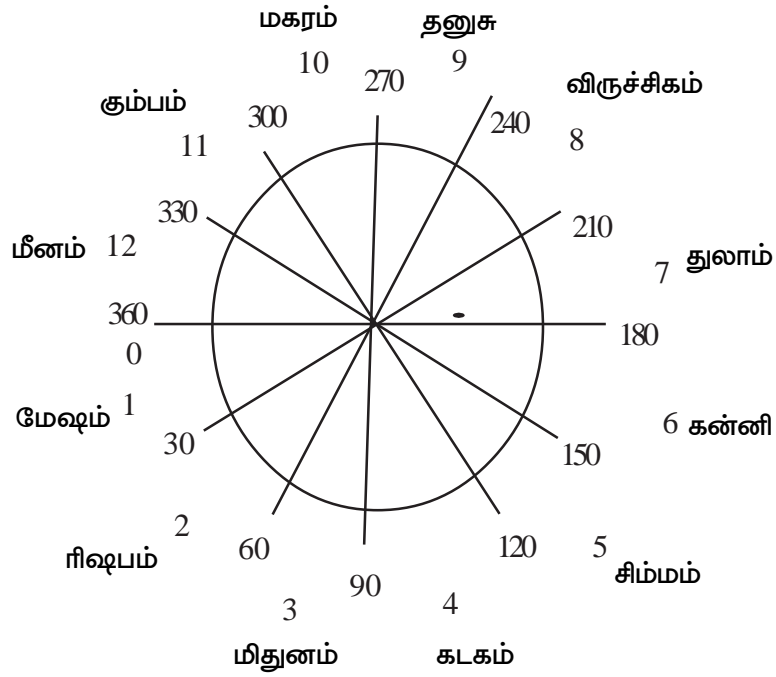 மகரம் தனுசு
10 9
270
கும்பம் 300 240 விருச்சிகம்
11 8
330 210
மீனம் 12 7 துலாம்
360 180
0
மேஷம் 1 6 கன்னி
30 150
2 60 120 5
ரிஷபம் 90 சிம்மம்
3 4
மிதுனம் கடகம்